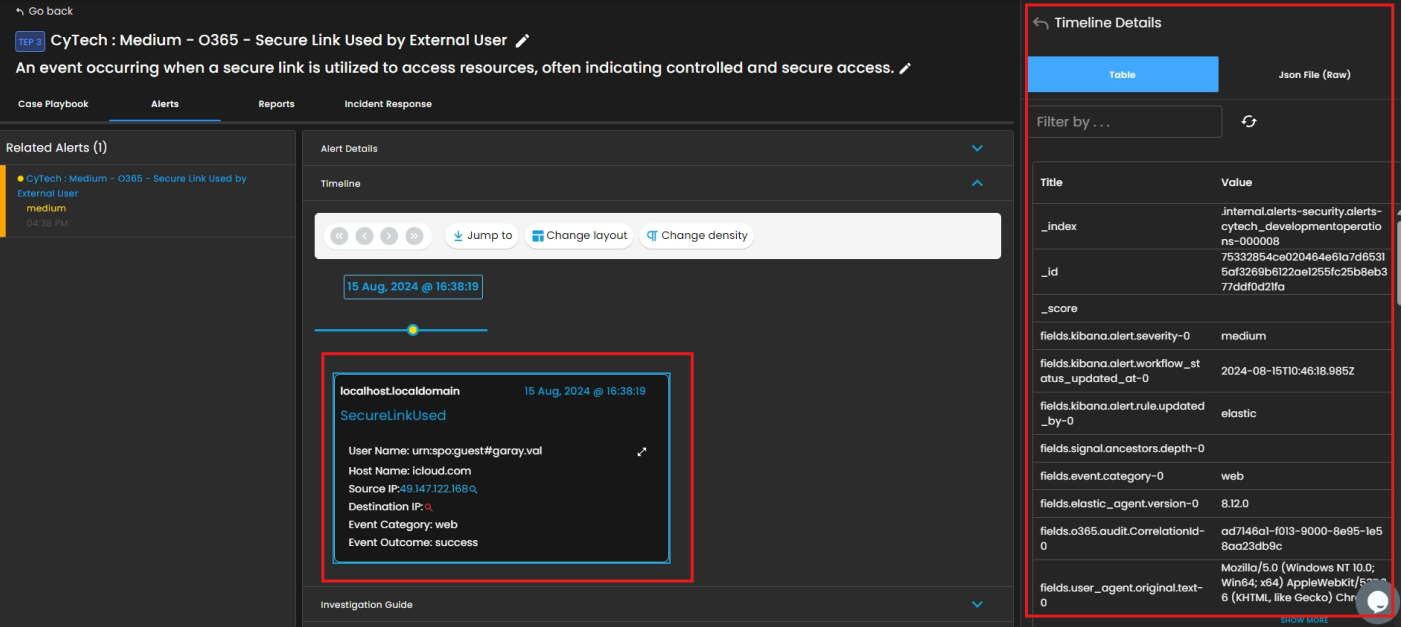 Go back
TEP 3 CyTech : Medium - O365 - Secure Link Used by External User
An event occurring when a secure link is utilized to access resources, often indicating controlled and secure access.
Case Playbook Alerts Reports Incident Response
Related Alerts (1)
CyTech : Medium - O365 - Secure Link Used by
External User
medium
04:38 PM
Alert Details
Timeline
Jump to Change layout Change density
15 Aug, 2024 @ 16:38:19
localhost.localdomain 15 Aug, 2024 @ 16:38:19
SecureLinkUsed
User Name: urn:spo:guest#garay.val
Host Name: icloud.com
Source IP:49.147.122.168
Destination IP:
Event Category: web
Event Outcome: success
Investigation Guide
Timeline Details
Table Json File (Raw)
Filter by . . .
Title Value
_index .internal.alerts-security.alerts-
cytech_developmentoperatio
ns-000008
_id 75332854ce020464e61a7d6531
5af3269b6122ae1255fc25b8eb3
77ddf0d21fa
_score
fields.kibana.alert.severity-0 medium
fields.kibana.alert.workflow_st
atus_updated_at-0 2024-08-15T10:46:18.985Z
fields.kibana.alert.rule.updated
_by-0 elastic
fields.signal.ancestors.depth-0
fields.event.category-0 web
fields.elastic_agent.version-0 8.12.0
fields.o365.audit.CorrelationId-
0 ad7146a1-f013-9000-8e95-1e5
8aa23db9c
fields.user_agent.original.text-
0 Mozilla/5.0 (Windows NT 10.0;
Win64; x64)
6 (KHTML, like Gecko)
SHOW MORE